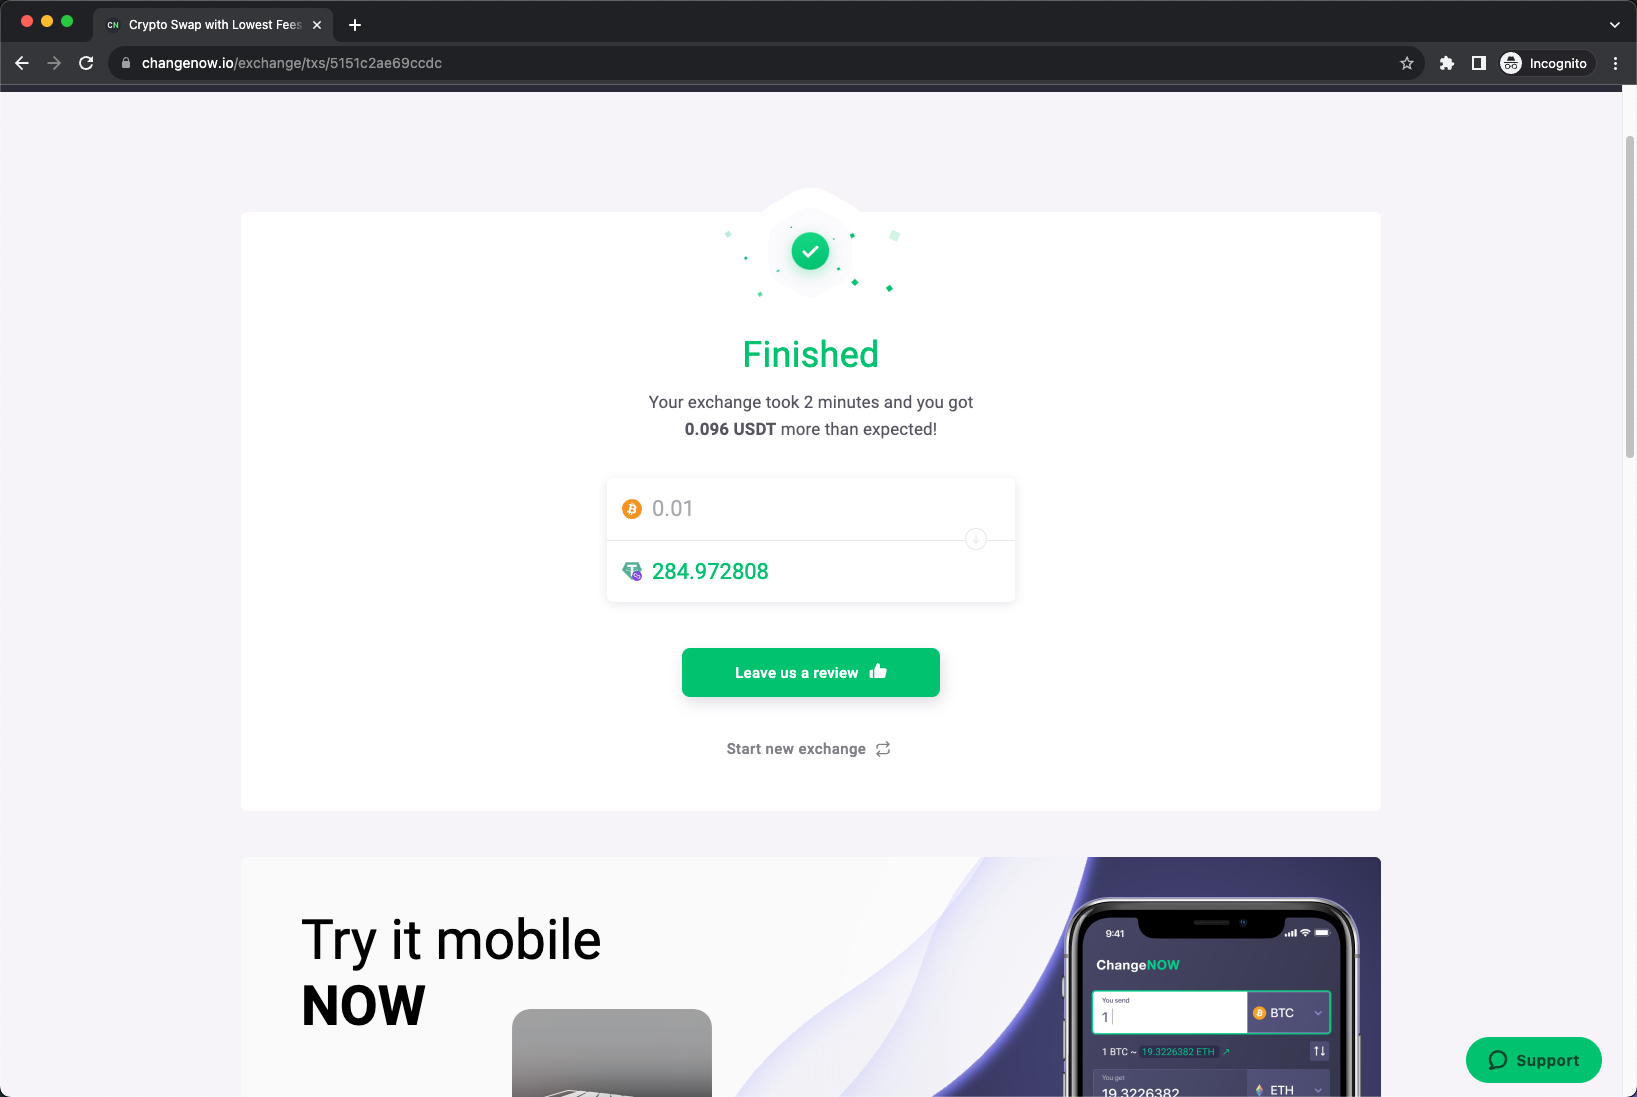 CN Crypto Swap with Lowest Fees
changenow.io/exchange/txs/5151c2ae69ccdc
Incognito
Finished
Your exchange took 2 minutes and you got
0.096 USDT more than expected!
0.01
284.972808
Leave us a review
Start new exchange
Try it mobile
NOW
9:41
ChangeNOW
You send
1
BTC
1 BTC ~ 19.3226382 ETH
You get
19.3226382
ETH
Support